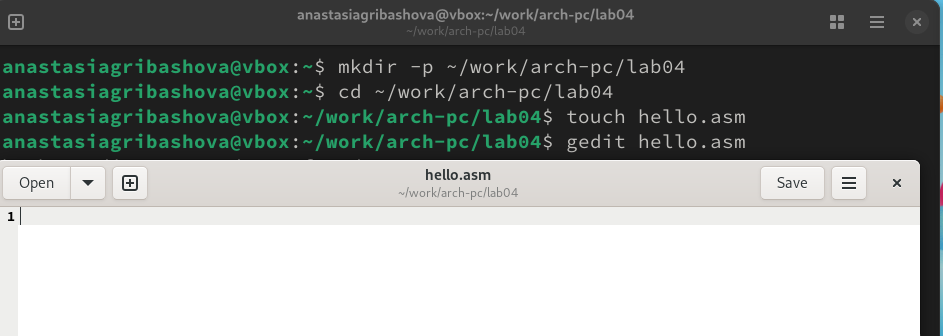 anastasiagribashova@vbox:~/work/arch-pc/lab04
~/work/arch-pc/lab04
anastasiagribashova@vbox:~$ mkdir -p ~/work/arch-pc/lab04
anastasiagribashova@vbox:~$ cd ~/work/arch-pc/lab04
anastasiagribashova@vbox:~/work/arch-pc/lab04$ touch hello.asm
anastasiagribashova@vbox:~/work/arch-pc/lab04$ gedit hello.asm
Open
hello.asm
~/work/arch-pc/lab04
Save
1